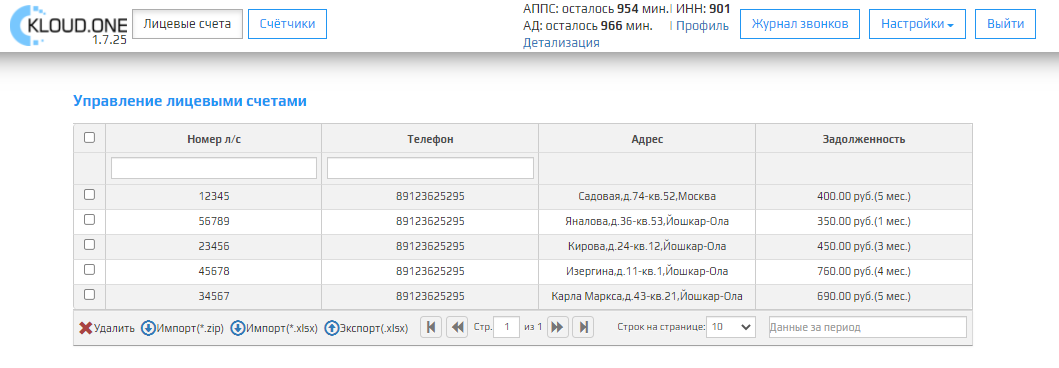 KLOUD.ONE
1.7.25
Лицевые счета
Счётчики
АППС: осталось 954 мин.| ИНН: 901
АД: осталось 966 мин. | Профиль
Детализация
Журнал звонков
Настройки
Выйти
Управление лицевыми счетами
Номер л/с Телефон Адрес Задолженность
12345 89123625295 Садовая,д.74-кв.52,Москва 400.00 руб.(5 мес.)
56789 89123625295 Яналова,д.36-кв.53,Йошкар-Ола 350.00 руб.(1 мес.)
23456 89123625295 Кирова,д.24-кв.12,Йошкар-Ола 450.00 руб.(3 мес.)
45678 89123625295 Изергина,д.11-кв.1,Йошкар-Ола 760.00 руб.(4 мес.)
34567 89123625295 Карла Маркса,д.43-кв.21,Йошкар-Ола 690.00 руб.(5 мес.)
Удалить Импорт(*.zip) Импорт(*.xlsx) Экспорт(.xlsx) Стр. 1 из 1 Строк на странице: 10 Данные за период